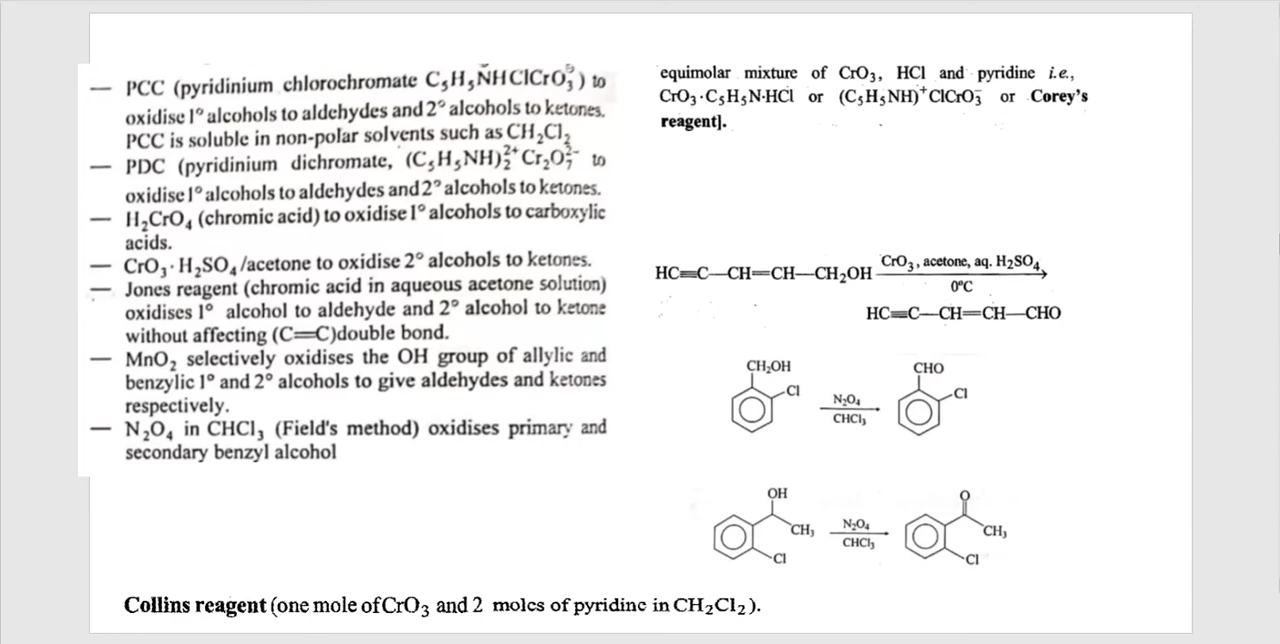 — PCC (pyridinium chlorochromate C₅H₅N̄HClCrO₃⁻) to
oxidise 1° alcohols to aldehydes and 2° alcohols to ketones.
PCC is soluble in non-polar solvents such as CH₂Cl₂
— PDC (pyridinium dichromate, (C₅H₅NH)₂²⁺Cr₂O₇²⁻ to
oxidise 1° alcohols to aldehydes and 2° alcohols to ketones.
— H₂CrO₄ (chromic acid) to oxidise 1° alcohols to carboxylic
acids.
— CrO₃·H₂SO₄/acetone to oxidise 2° alcohols to ketones.
— Jones reagent (chromic acid in aqueous acetone solution)
oxidises 1° alcohol to aldehyde and 2° alcohol to ketone
without affecting (C=C)double bond.
— MnO₂ selectively oxidises the OH group of allylic and
benzylic 1° and 2° alcohols to give aldehydes and ketones
respectively.
— N₂O₄ in CHCl₃ (Field's method) oxidises primary and
secondary benzyl alcohol
equimolar mixture of CrO₃, HCl and pyridine i.e.,
CrO₃·C₅H₅N·HCl or (C₅H₅NH)⁺ClCrO₃⁻ or Corey's
reagent].
HC≡C—CH=CH—CH₂OH
CrO₃, acetone, aq. H₂SO₄
0°C
HC≡C—CH=CH—CHO
CH₂OH
Cl
N₂O₄
CHCl₃
CHO
Cl
OH
CH₃
Cl
N₂O₄
CHCl₃
O
CH₃
Cl
Collins reagent (one mole of CrO₃ and 2 moles of pyridine in CH₂Cl₂).